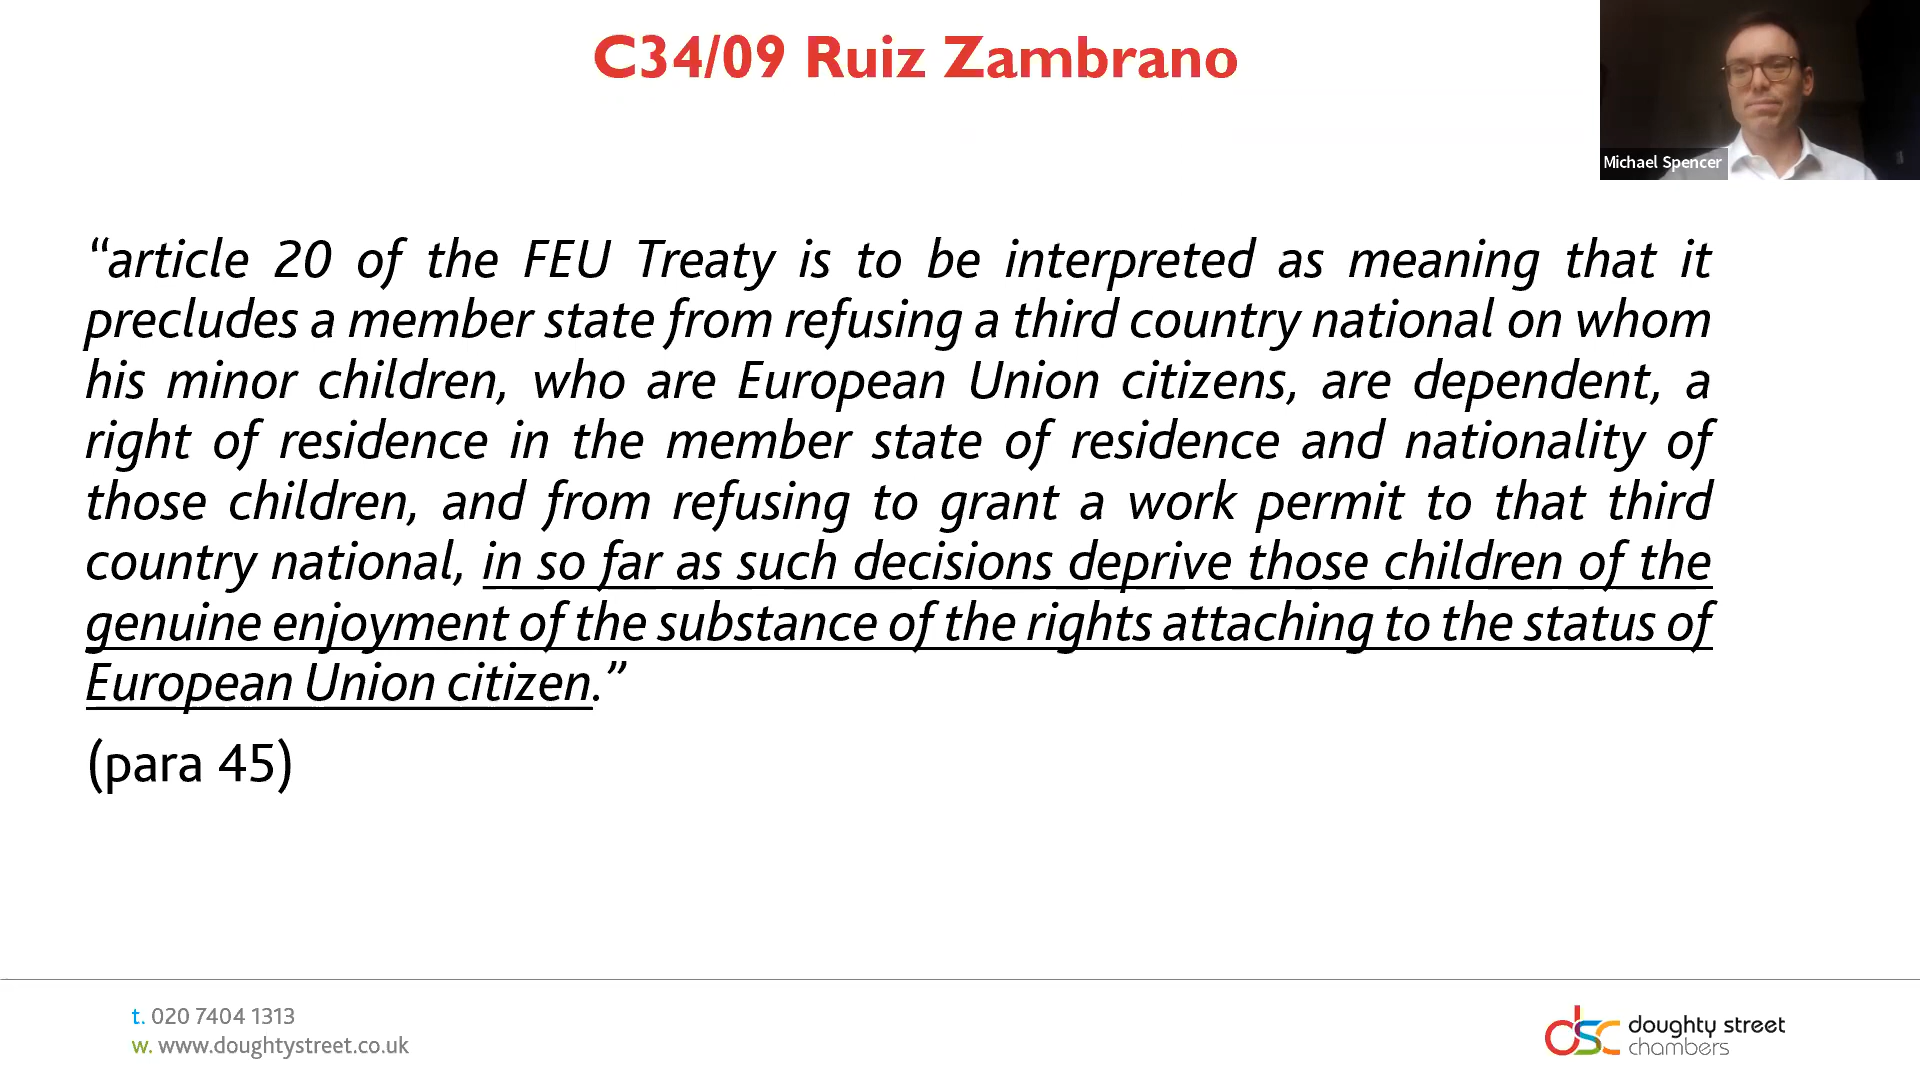 C34/09 Ruiz Zambrano
Michael Spencer
“article 20 of the FEU Treaty is to be interpreted as meaning that it
precludes a member state from refusing a third country national on whom
his minor children, who are European Union citizens, are dependent, a
right of residence in the member state of residence and nationality of
those children, and from refusing to grant a work permit to that third
country national, in so far as such decisions deprive those children of the
genuine enjoyment of the substance of the rights attaching to the status of
European Union citizen.”
(para 45)
t. 020 7404 1313
w. www.doughtystreet.co.uk
dsc doughty street
chambers